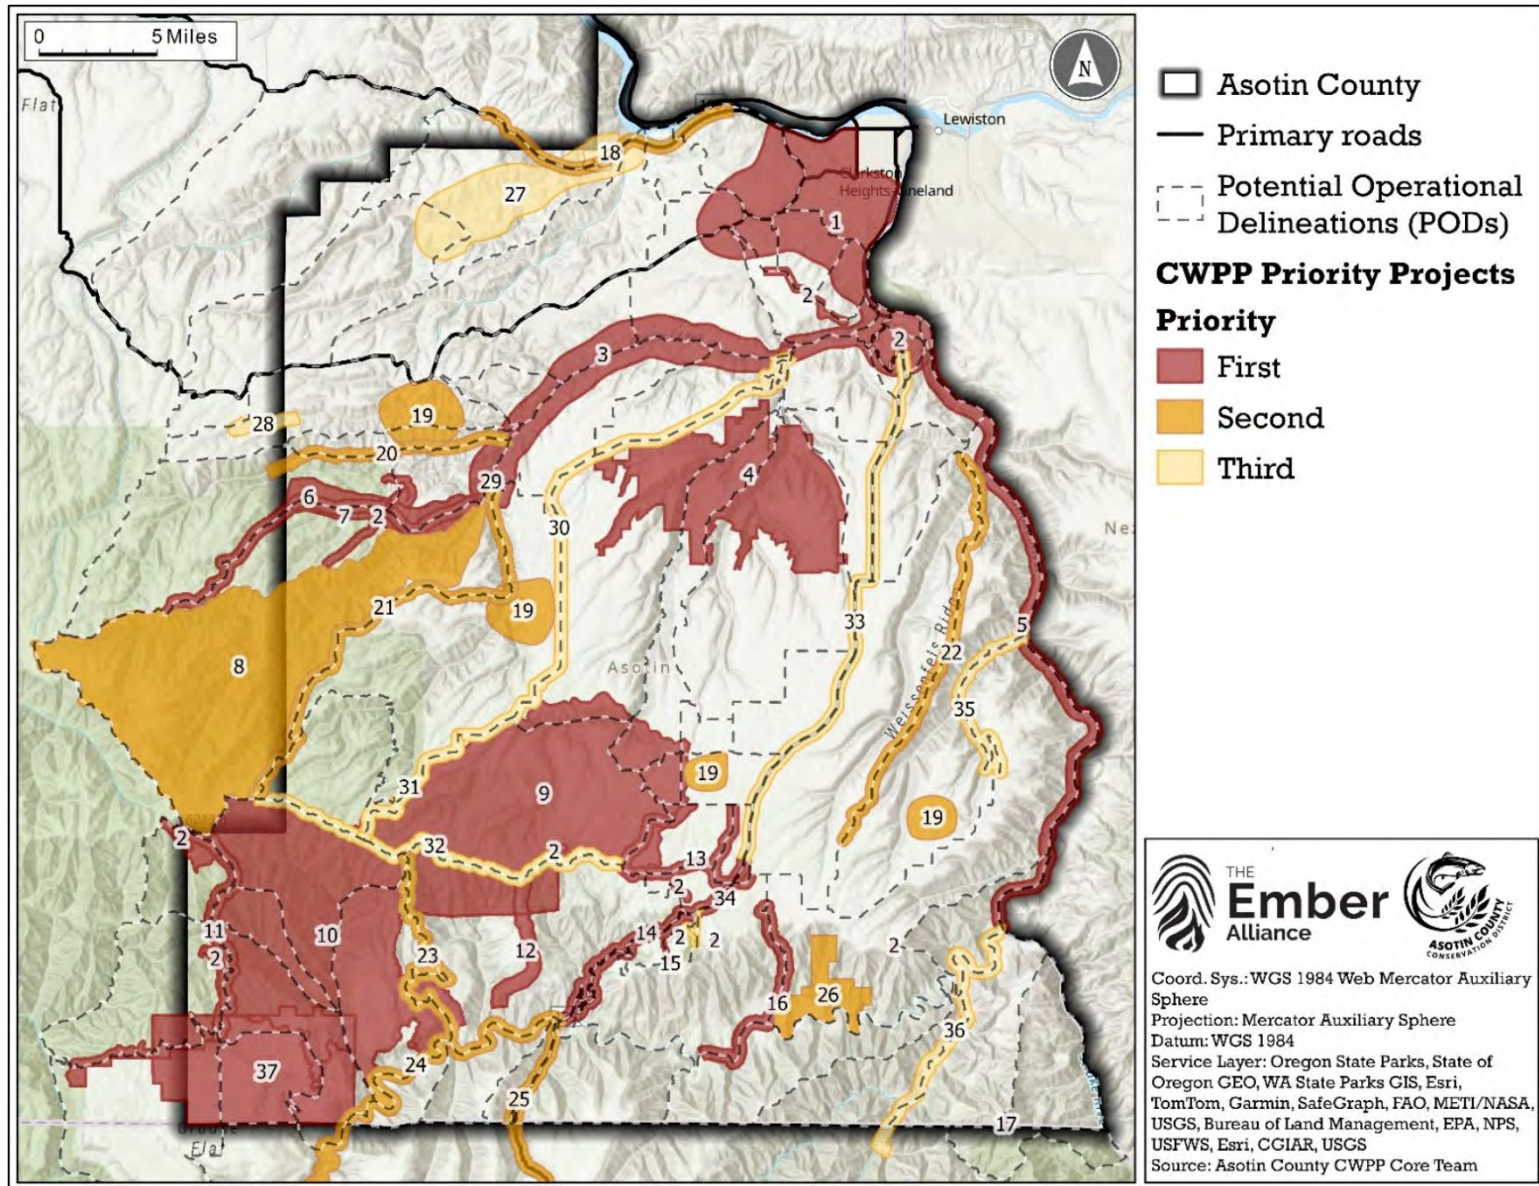 0 5 Miles
N
Flat
Lewiston
Clarkston
Heights-Vineland
18
27
1
2
3
2
28
19
20
29
6
7
2
4
30
Ne
21
19
8
33
5
22
Asotin
Weissenfels Ridge
35
31
9
19
19
2
32
2
13
2
34
11
10
12
14
2
2
2
2
23
15
16
26
36
24
37
25
17
Grouse
Flat
Asotin County
Primary roads
Potential Operational
Delineations (PODs)
CWPP Priority Projects
Priority
First
Second
Third
THE
Ember
Alliance
ASOTIN COUNTY
CONSERVATION DISTRICT
Coord. Sys.: WGS 1984 Web Mercator Auxiliary
Sphere
Projection: Mercator Auxiliary Sphere
Datum: WGS 1984
Service Layer: Oregon State Parks, State of
Oregon GEO, WA State Parks GIS, Esri,
TomTom, Garmin, SafeGraph, FAO, METI/NASA,
USGS, Bureau of Land Management, EPA, NPS,
USFWS, Esri, CGIAR, USGS
Source: Asotin County CWPP Core Team